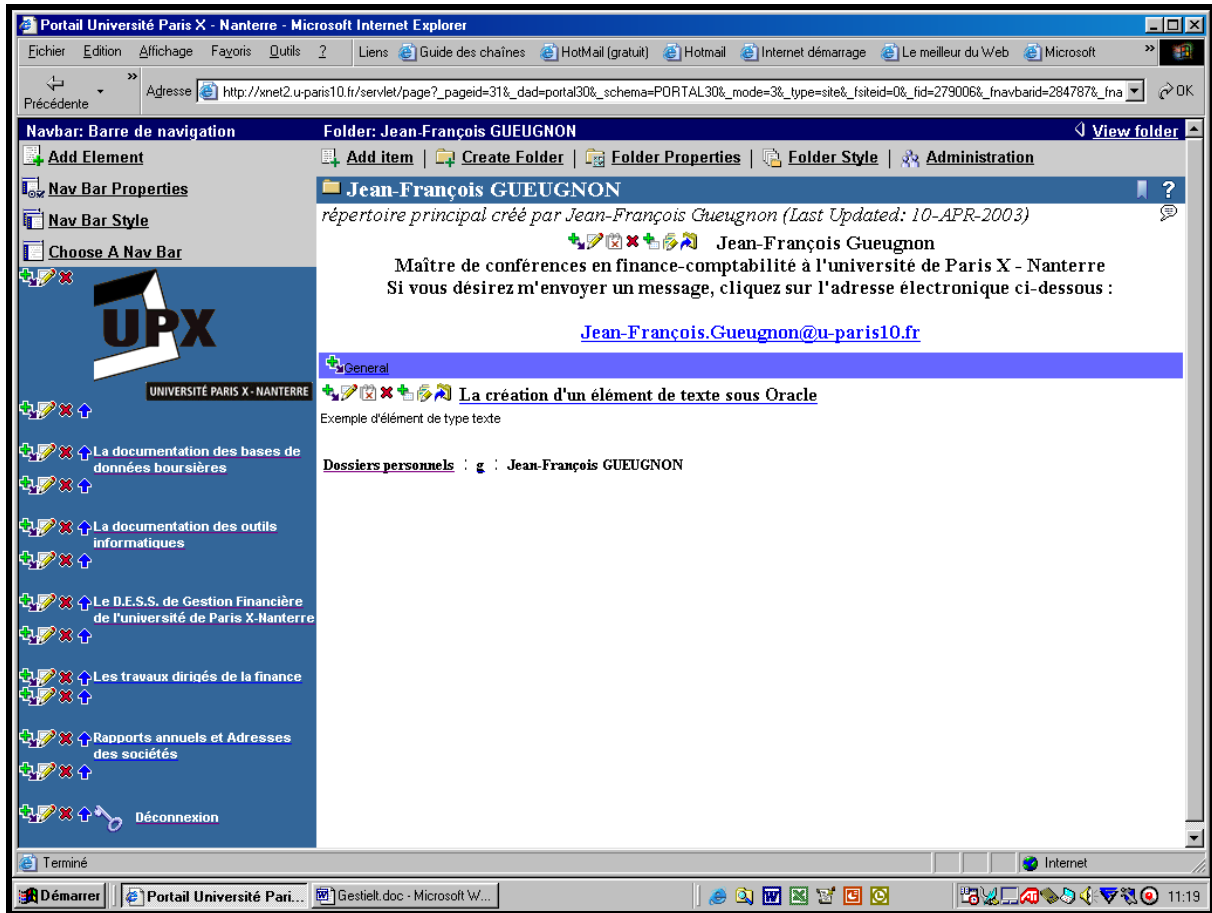 Portail Université Paris X - Nanterre - Microsoft Internet Explorer
Fichier Edition Affichage Favoris Outils ? Liens Guide des chaînes HotMail (gratuit) Hotmail Internet démarrage Le meilleur du Web Microsoft »
Précédente » Adresse http://xnet2.u-paris10.fr/servlet/page?_pageid=31&_dad=portal30&_schema=PORTAL30&_mode=3&_type=site&_fsiteid=0&_fid=279006&_fnavbarid=284787&_fna OK
Navbar: Barre de navigation
Add Element
Nav Bar Properties
Nav Bar Style
Choose A Nav Bar
UPX
UNIVERSITÉ PARIS X - NANTERRE
La documentation des bases de
données boursières
La documentation des outils
informatiques
Le D.E.S.S. de Gestion Financière
de l'université de Paris X-Nanterre
Les travaux dirigés de la finance
Rapports annuels et Adresses
des sociétés
Déconnexion
Folder: Jean-François GUEUGNON View folder
Add item | Create Folder | Folder Properties | Folder Style | Administration
Jean-François GUEUGNON ?
répertoire principal créé par Jean-François Gueugnon (Last Updated: 10-APR-2003)
Jean-François Gueugnon
Maître de conférences en finance-comptabilité à l'université de Paris X - Nanterre
Si vous désirez m'envoyer un message, cliquez sur l'adresse électronique ci-dessous :
Jean-François.Gueugnon@u-paris10.fr
General
La création d'un élément de texte sous Oracle
Exemple d'élément de type texte
Dossiers personnels : g : Jean-François GUEUGNON
Terminé Internet
Démarrer Portail Université Pari... Gestielt.doc - Microsoft W... 11:19